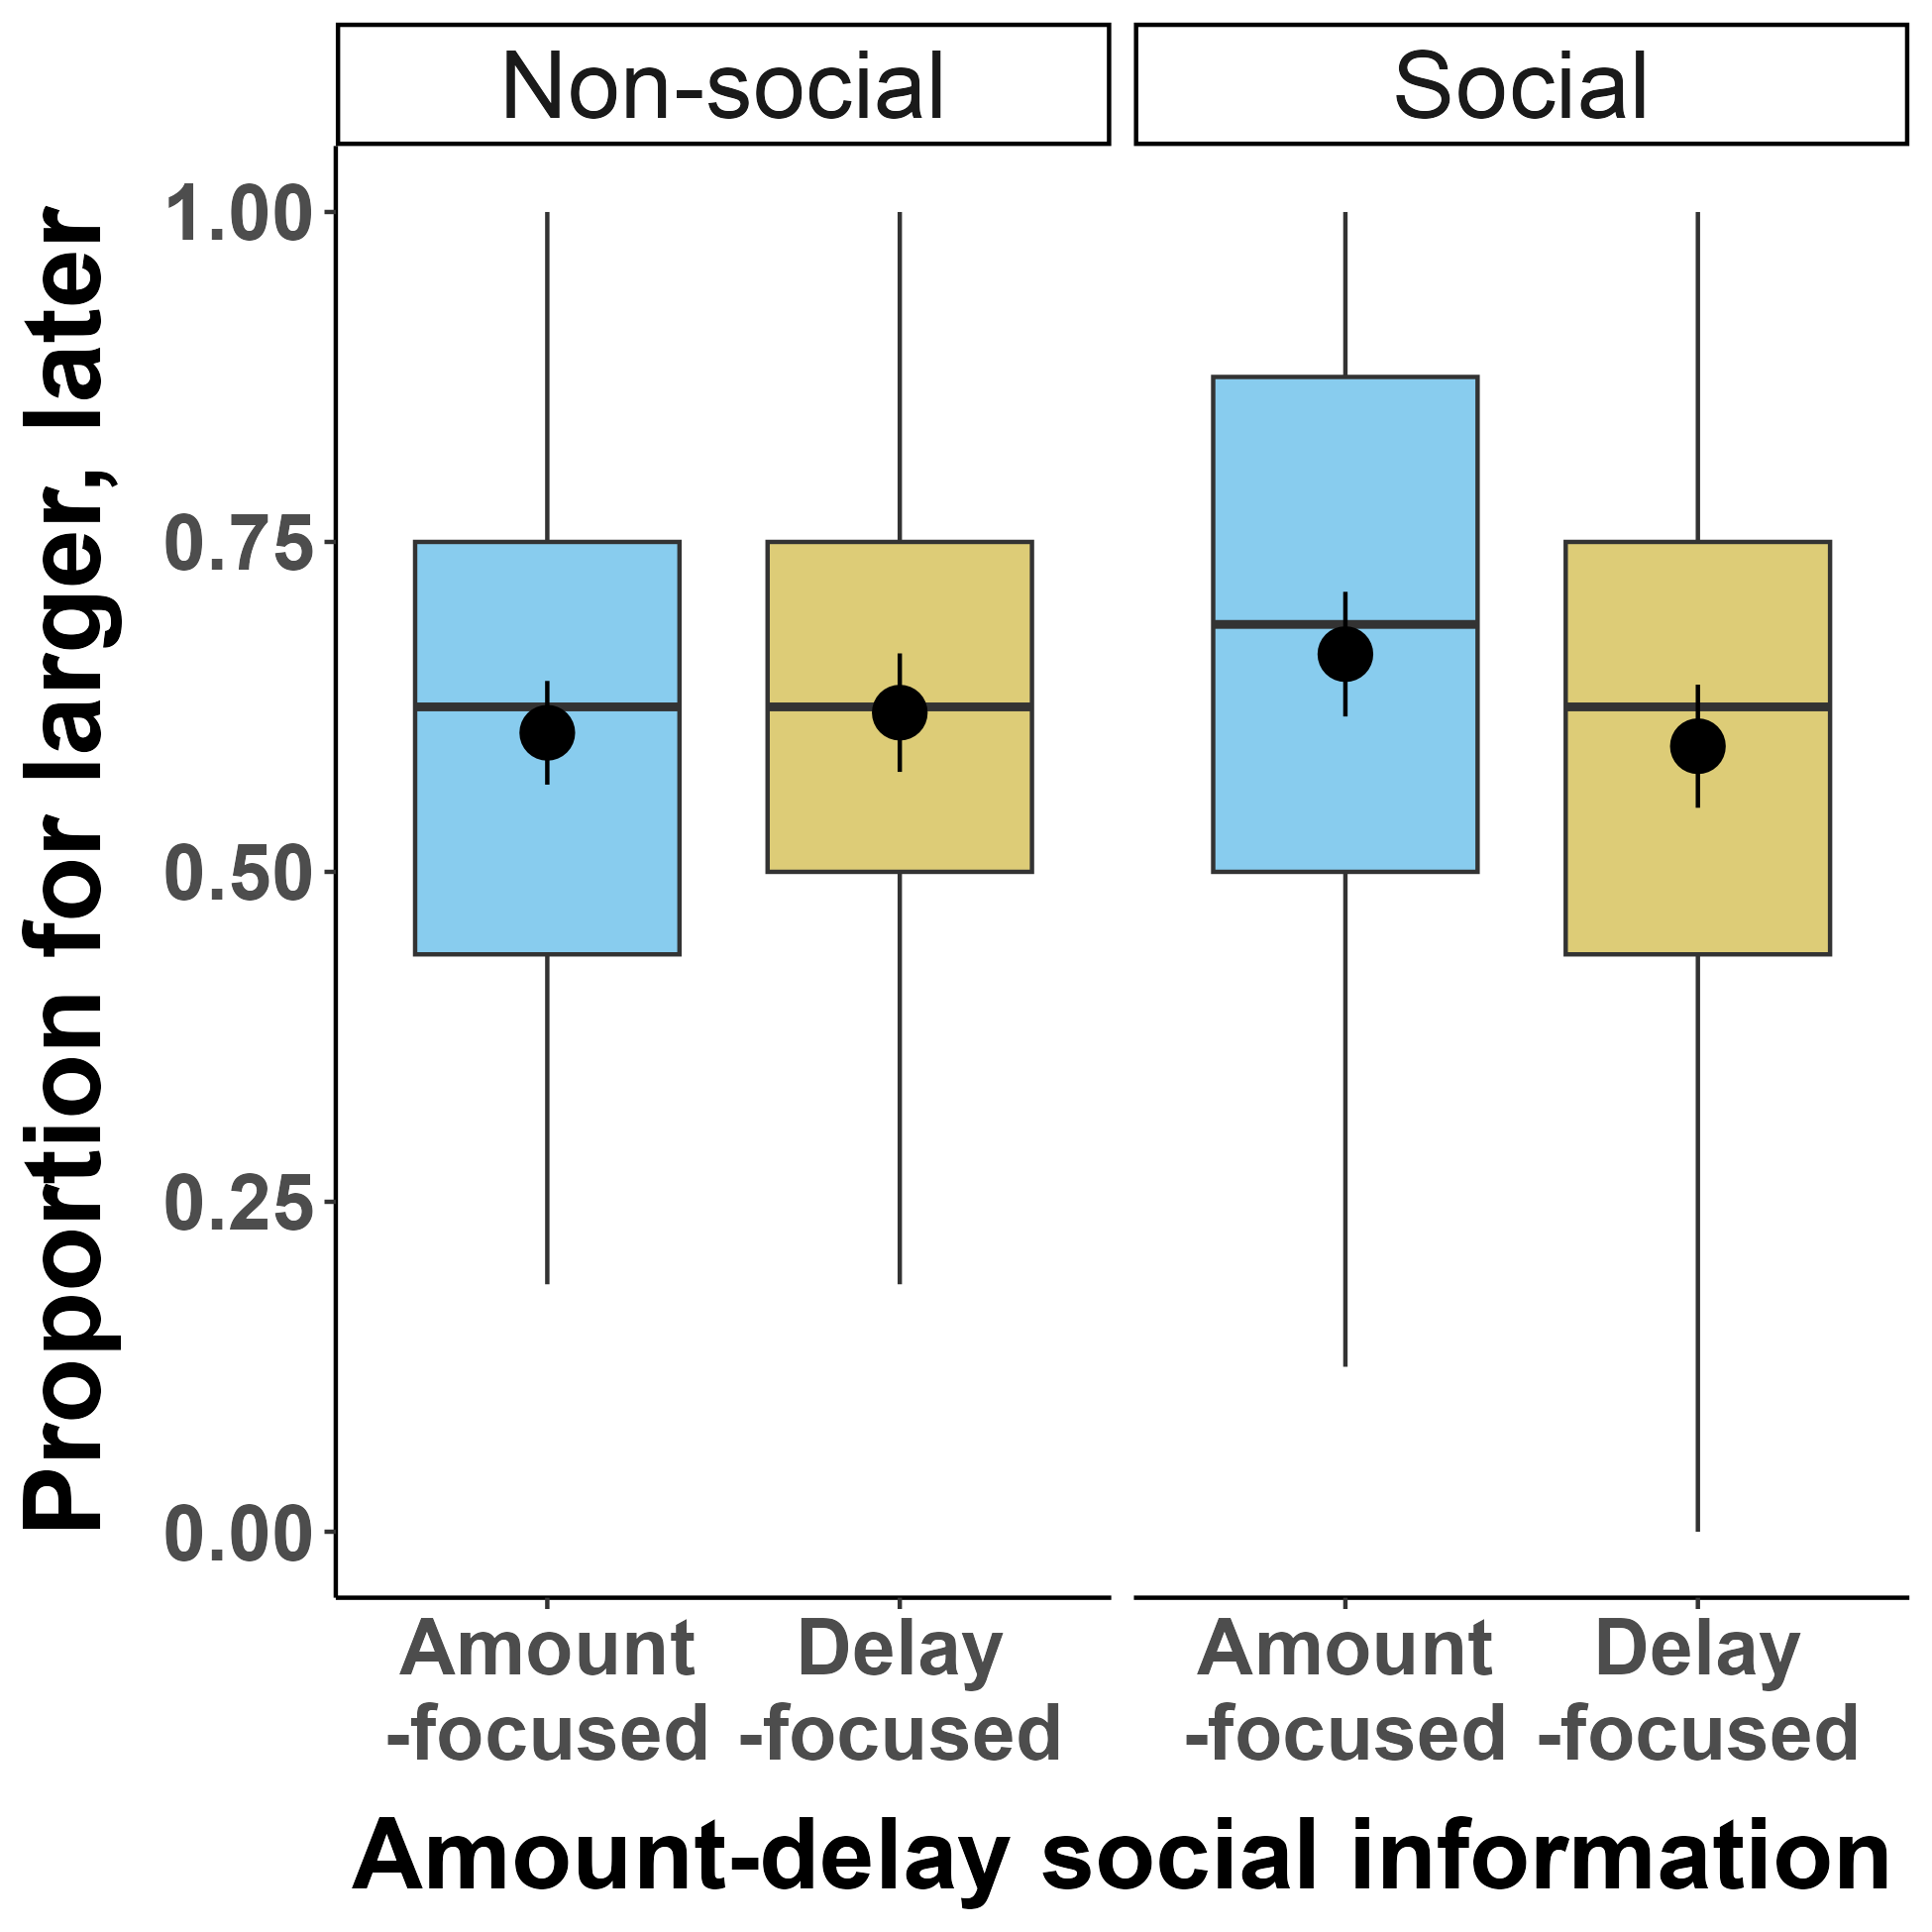 Non-social
Social
Proportion for larger, later
1.00
0.75
0.50
0.25
0.00
Amount
-focused
Delay
-focused
Amount
-focused
Delay
-focused
Amount-delay social information